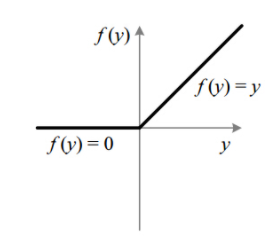 f(y)
f(y) = y
f(y) = 0
y